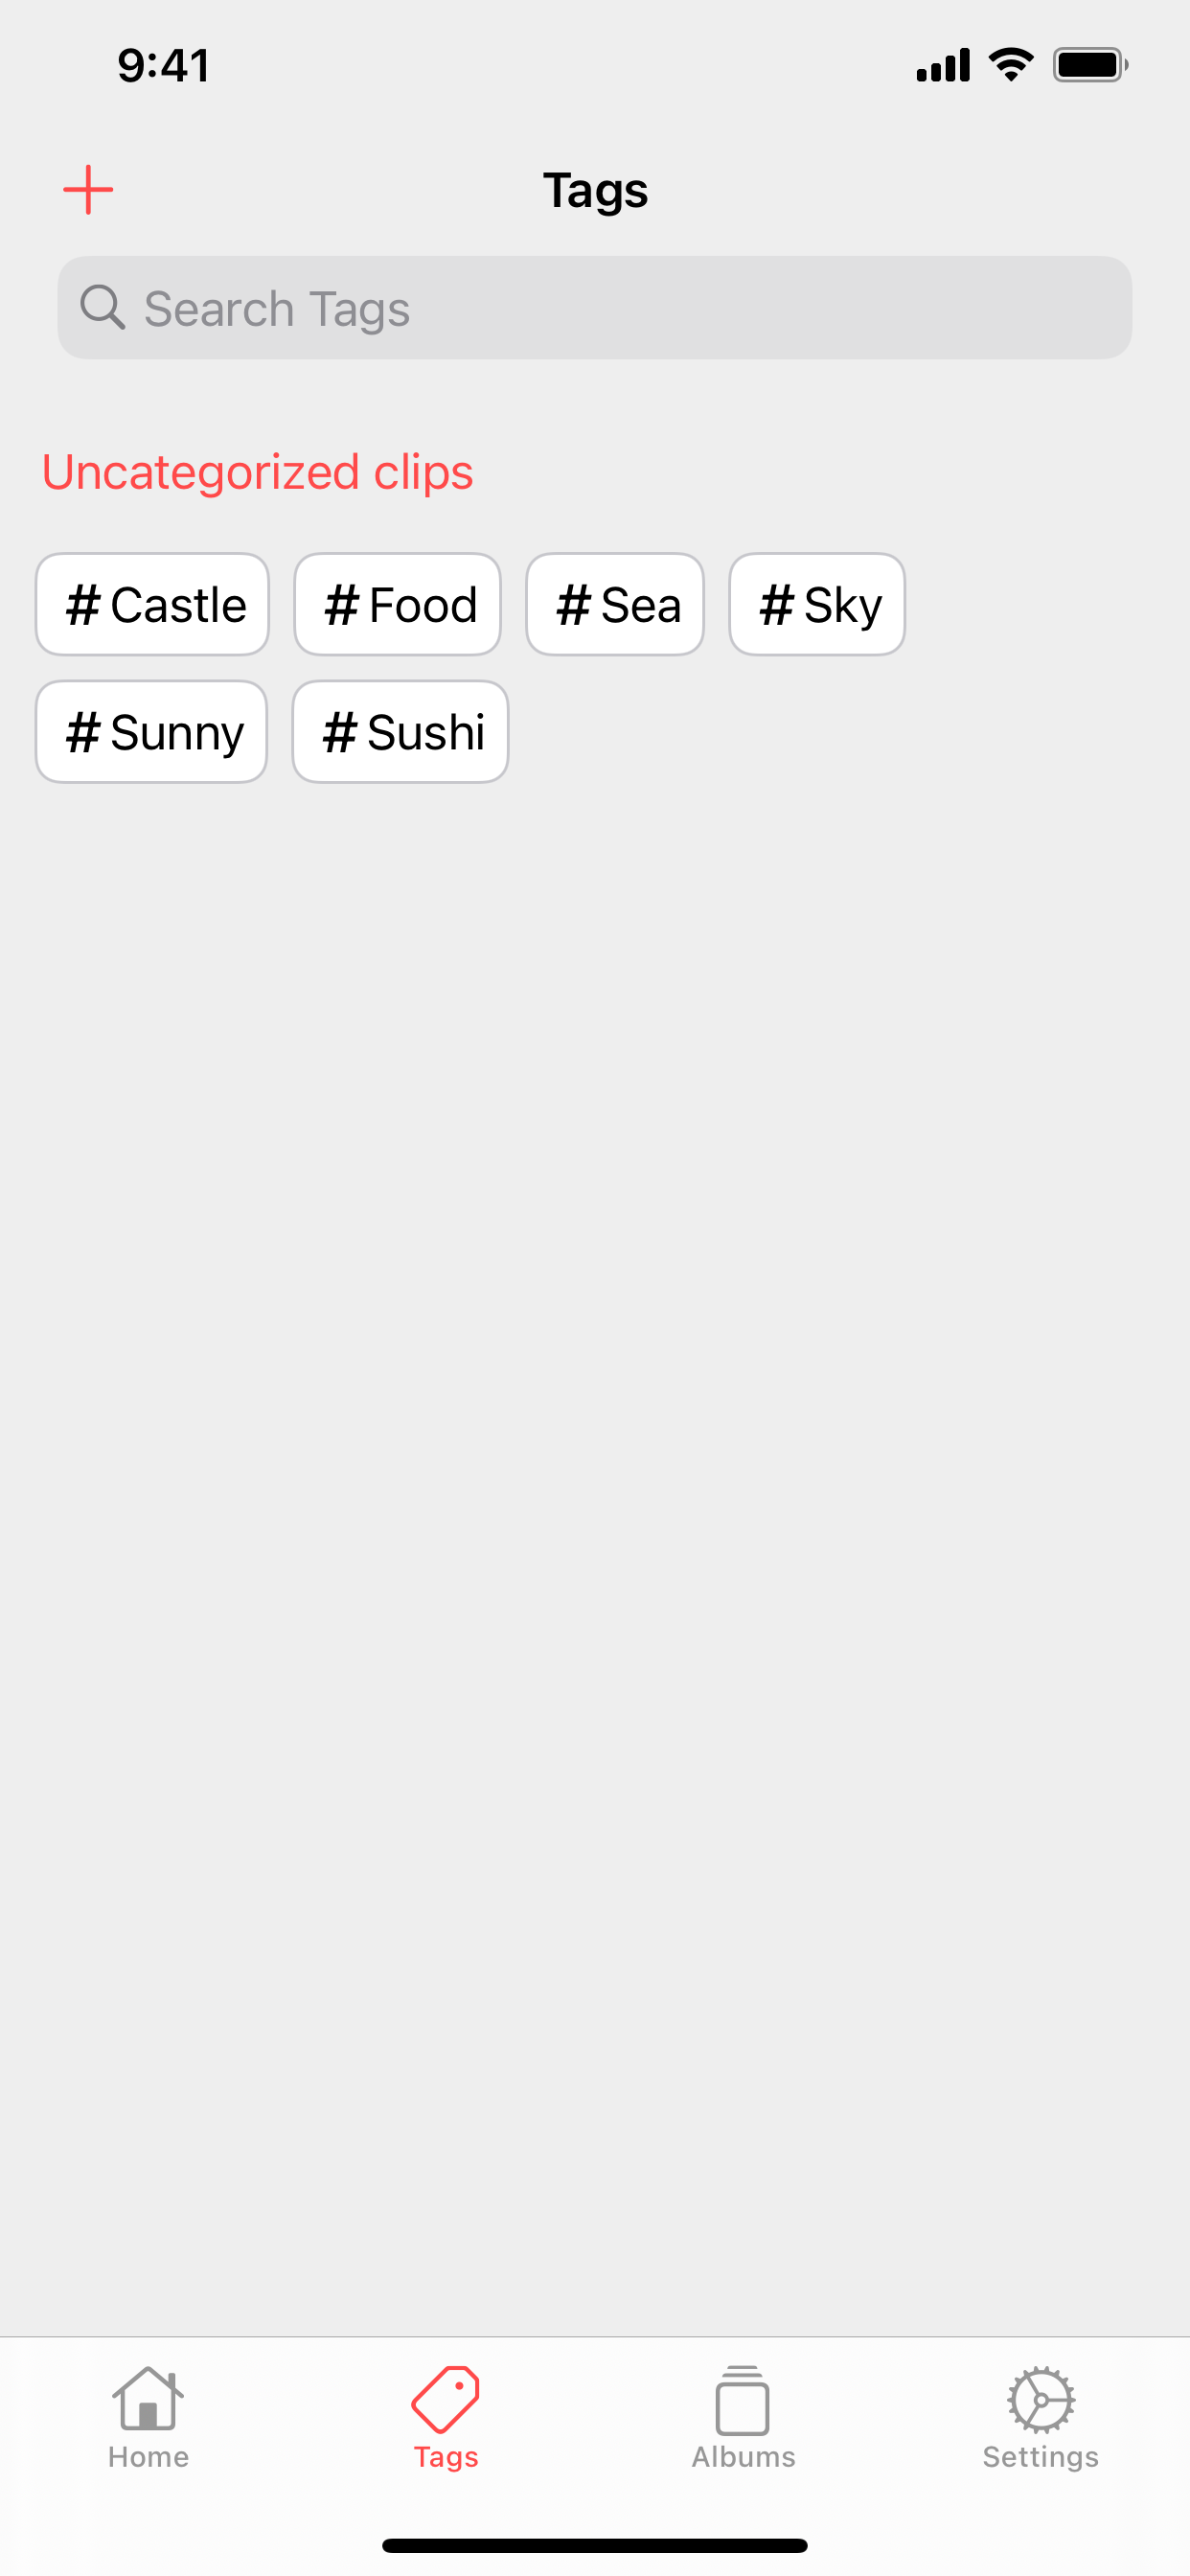 9:41
Tags
Search Tags
Uncategorized clips
# Castle # Food # Sea # Sky
# Sunny # Sushi
Home Tags Albums Settings